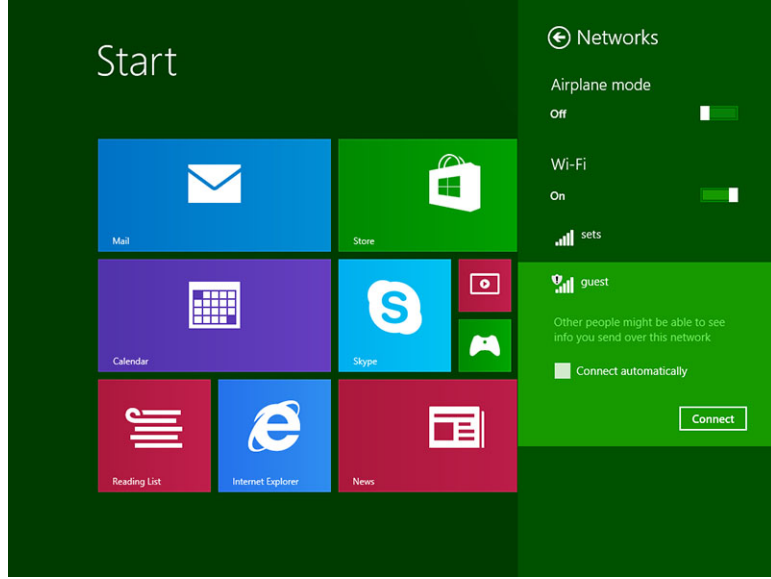 Start
Mail
Store
Calendar
Skype
Reading List
Internet Explorer
News
Networks
Airplane mode
Off
Wi-Fi
On
sets
guest
Other people might be able to see
info you send over this network
Connect automatically
Connect